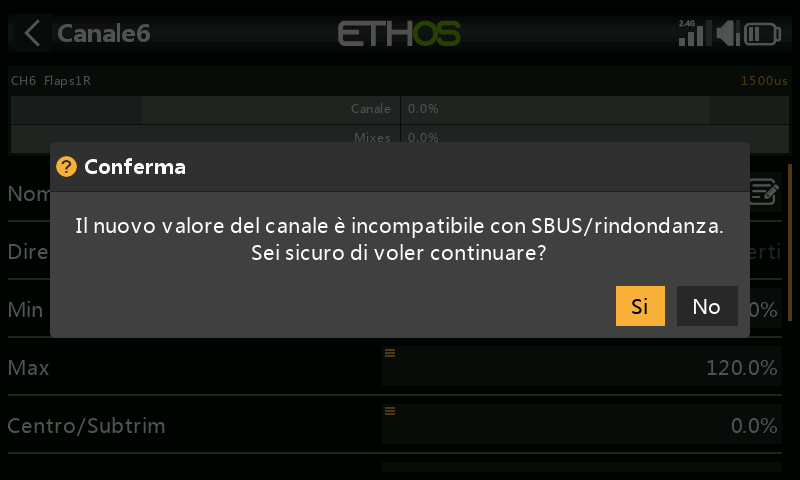 Canale6
ETHOS
2.4G
CH6 Flaps1R
1500us
Canale
0.0%
Mixes
0.0%
Conferma
Il nuovo valore del canale è incompatibile con SBUS/rindondanza.
Sei sicuro di voler continuare?
Si
No
Nom
Dire
erti
Min
0%
Max
120.0%
Centro/Subtrim
0.0%